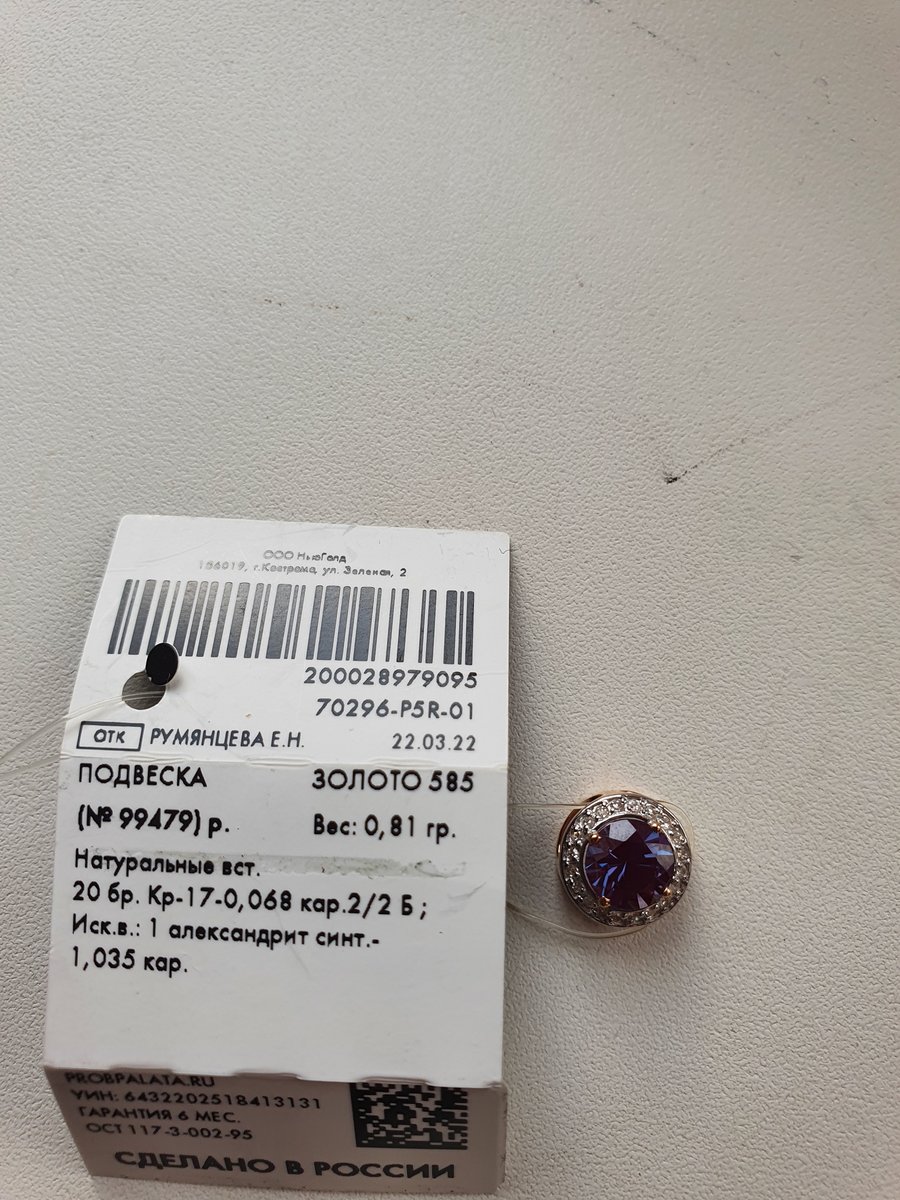 ООО НьюГолд
156019, г.Кострома, ул. Зеленая, 2
200028979095
70296-P5R-01
ОТК РУМЯНЦЕВА Е.Н. 22.03.22
ПОДВЕСКА ЗОЛОТО 585
(№ 99479) р. Вес: 0,81 гр.
Натуральные вст.
20 бр. Кр-17-0,068 кар.2/2 Б ;
Иск.в.: 1 александрит синт.-
1,035 кар.
PROBPALATA.RU
УИН: 6432202518413131
ГАРАНТИЯ 6 МЕС.
ОСТ 117-3-002-95
СДЕЛАНО В РОССИИ